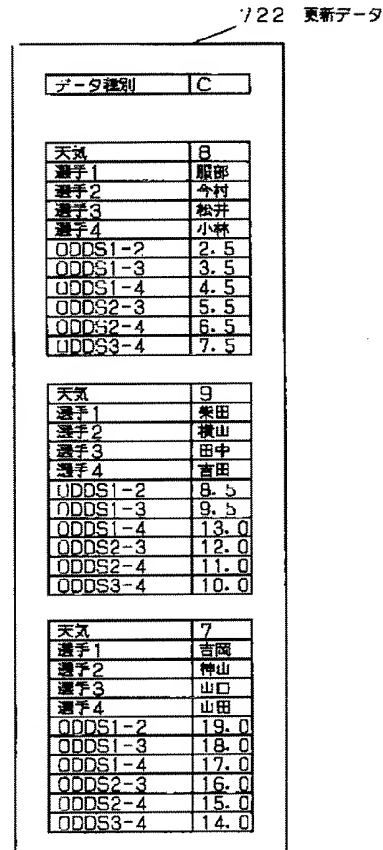 722 更新データ
データ種別 C
天気 8
選手1 服部
選手2 今村
選手3 松井
選手4 小林
ODDS1-2 2.5
ODDS1-3 3.5
ODDS1-4 4.5
ODDS2-3 5.5
ODDS2-4 6.5
ODDS3-4 7.5
天気 9
選手1 柴田
選手2 横山
選手3 田中
選手4 吉田
ODDS1-2 8.5
ODDS1-3 9.5
ODDS1-4 13.0
ODDS2-3 12.0
ODDS2-4 11.0
ODDS3-4 10.0
天気 7
選手1 吉岡
選手2 神山
選手3 山口
選手4 山田
ODDS1-2 19.0
ODDS1-3 18.0
ODDS1-4 17.0
ODDS2-3 16.0
ODDS2-4 15.0
ODDS3-4 14.0